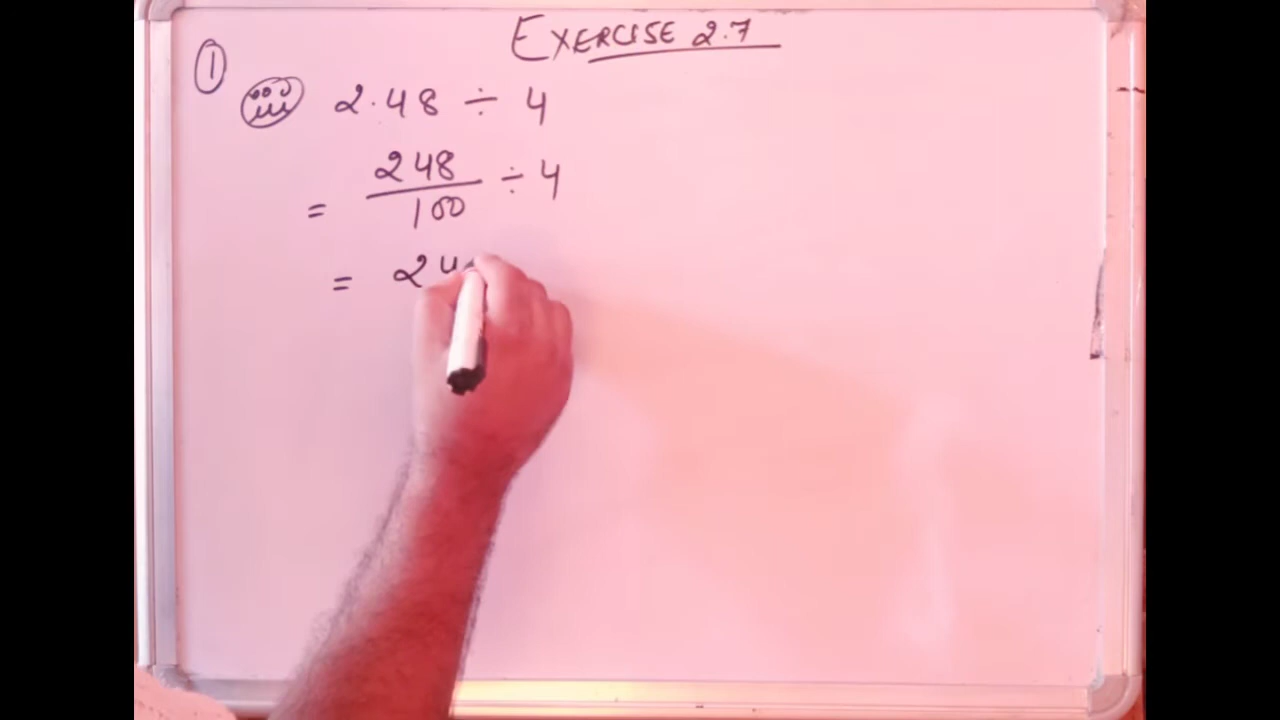 EXERCISE 2.7
①
(iii) 2.48 ÷ 4
= 248/100 ÷ 4
= 24